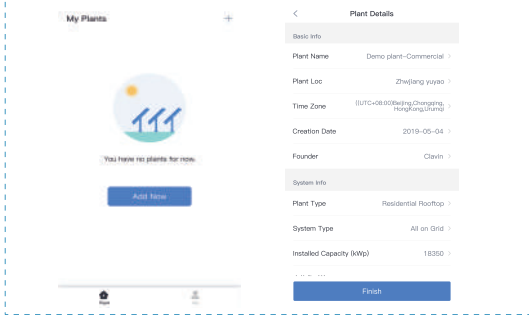 My Plants
+
You have no plants for now.
Add Now
Plant
<
Plant Details
Basic Info
Plant Name Demo plant-Commercial >
Plant Loc Zhwjiang yuyao >
Time Zone ((UTC+08:00)Beijing,Chongqing, >
HongKong,Urumqi
Creation Date 2019-05-04 >
Founder Clavin >
System Info
Plant Type Residential Rooftop >
System Type All on Grid >
Installed Capacity (kWp) 18350 >
Finish